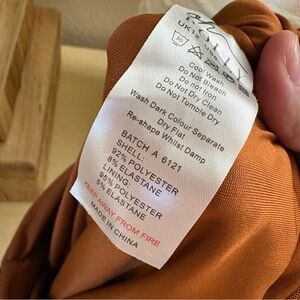 30
Cool Wash
Do Not Bleach
Do not Iron
Do Not Dry Clean
Do Not Tumble Dry
Wash Dark Colour Separate
Dry Flat
Re-shape Whilst Damp
BATCH A 6121
SHELL:
92% POLYESTER
8% ELASTANE
LINING:
95% POLYESTER
5% ELASTANE
KEEP AWAY FROM FIRE
MADE IN CHINA